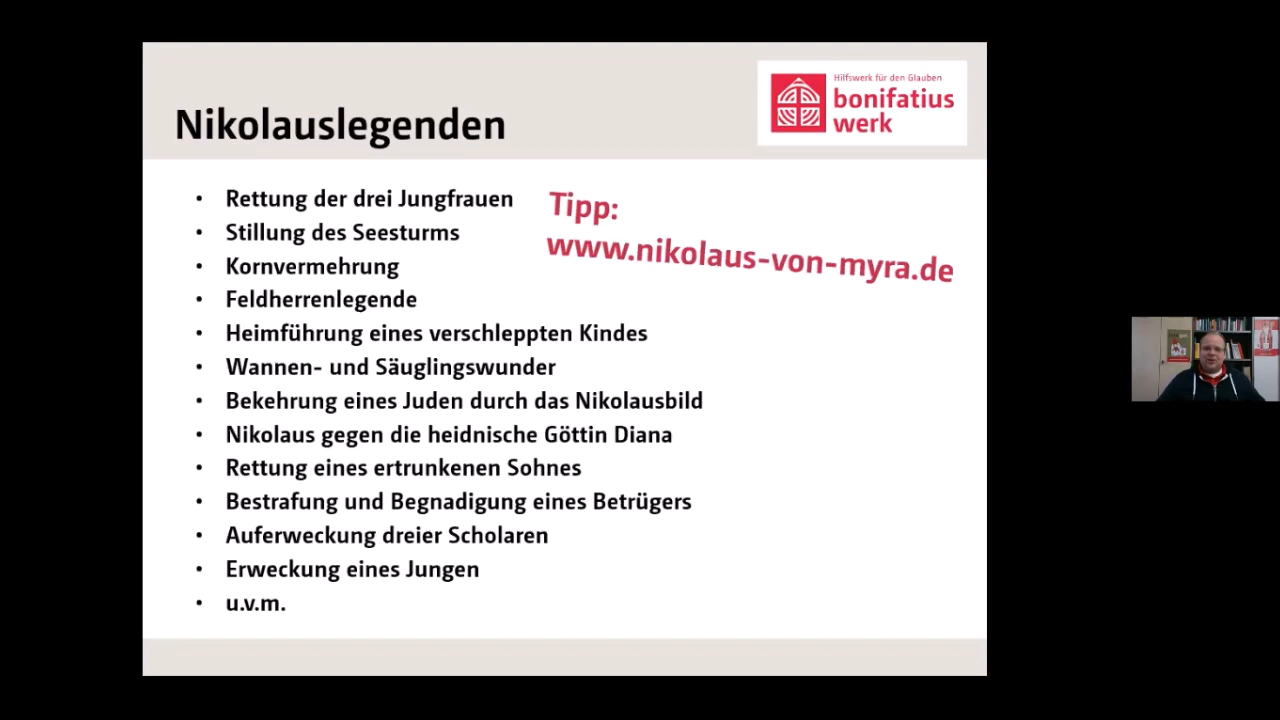 Nikolauslegenden
Hilfswerk für den Glauben
bonifatius
werk
• Rettung der drei Jungfrauen
• Stillung des Seesturms
• Kornvermehrung
• Feldherrenlegende
• Heimführung eines verschleppten Kindes
• Wannen- und Säuglingswunder
• Bekehrung eines Juden durch das Nikolausbild
• Nikolaus gegen die heidnische Göttin Diana
• Rettung eines ertrunkenen Sohnes
• Bestrafung und Begnadigung eines Betrügers
• Auferweckung dreier Scholaren
• Erweckung eines Jungen
• u.v.m.
Tipp:
www.nikolaus-von-myra.de